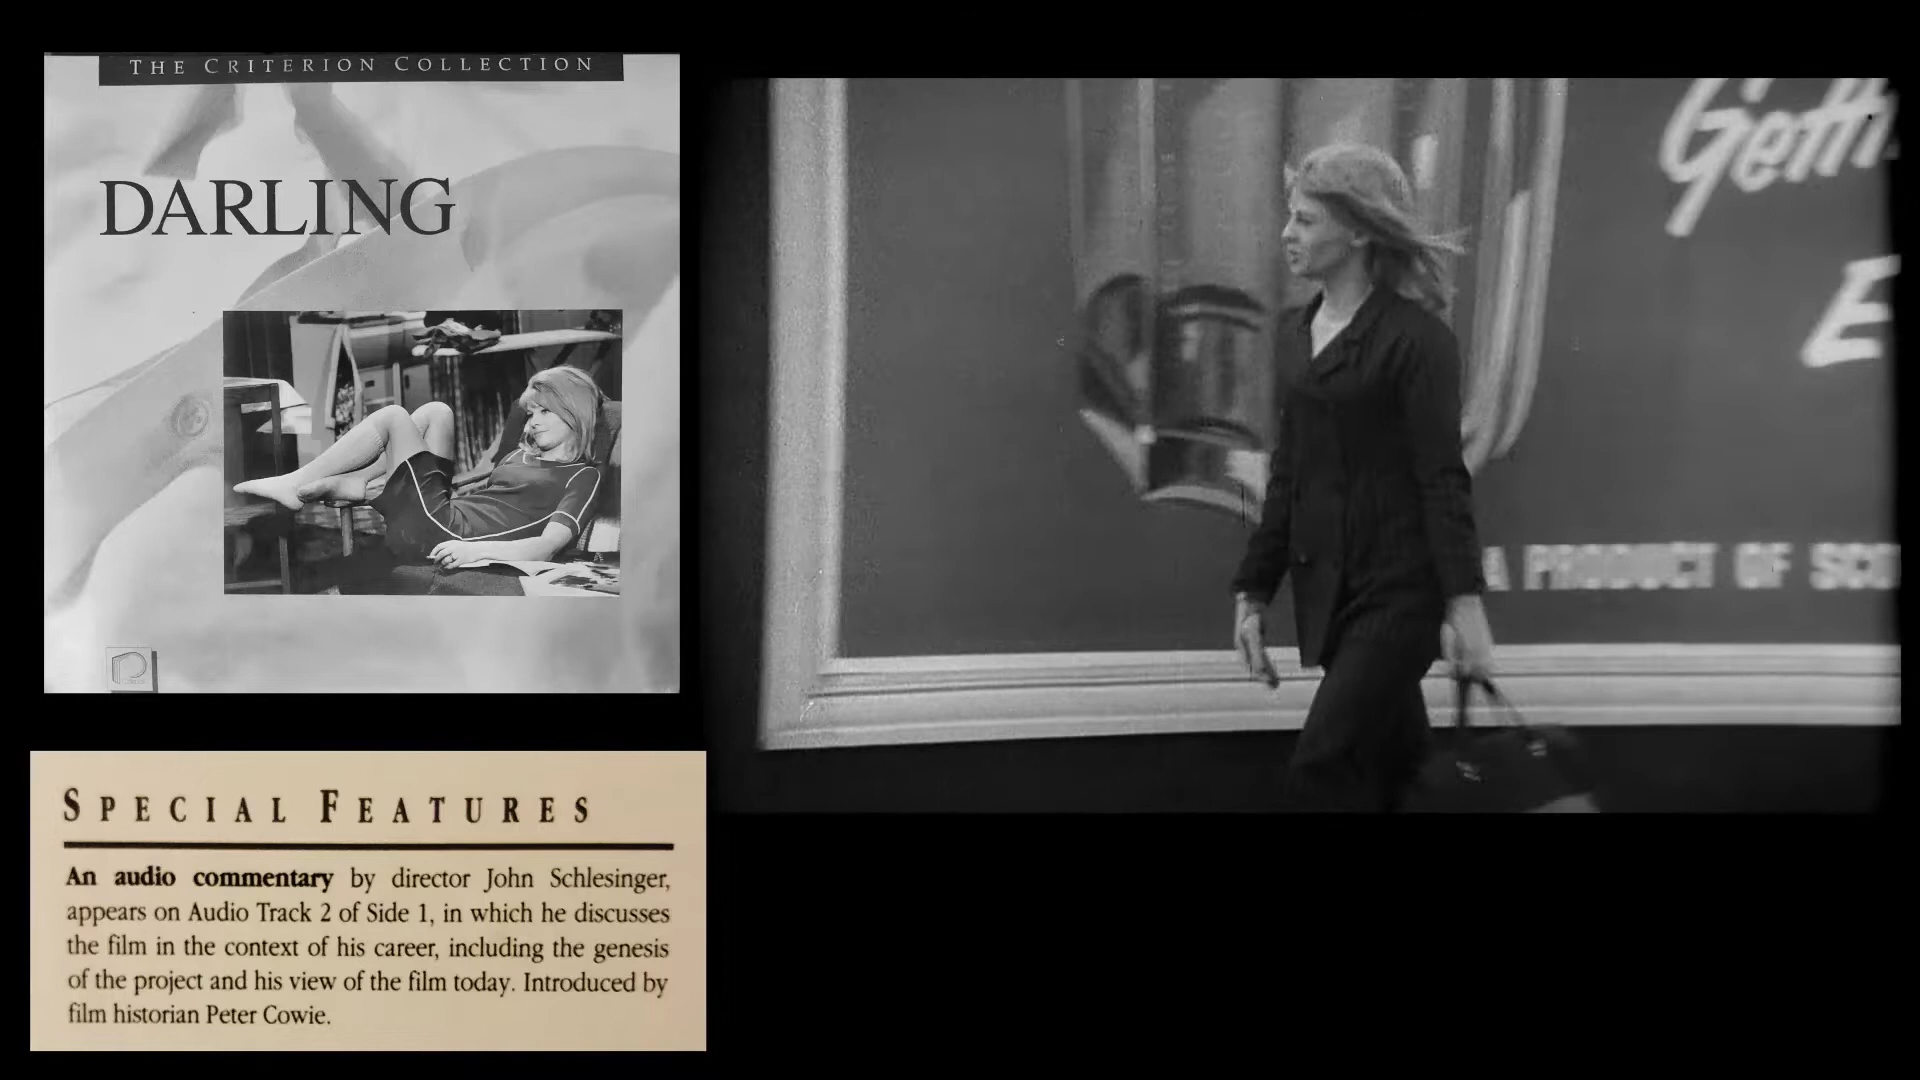 THE CRITERION COLLECTION
DARLING
SPECIAL FEATURES
An audio commentary by director John Schlesinger,
appears on Audio Track 2 of Side 1, in which he discusses
the film in the context of his career, including the genesis
of the project and his view of the film today. Introduced by
film historian Peter Cowie.
A PRODUCT OF